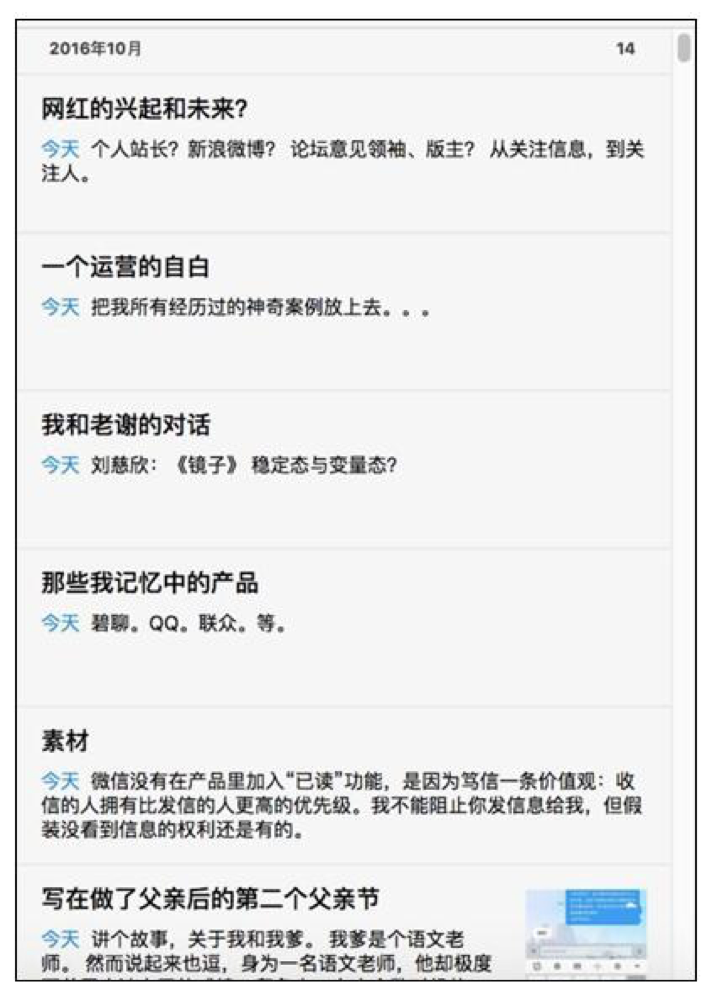 2016年10月 14
网红的兴起和未来?
今天 个人站长? 新浪微博? 论坛意见领袖、版主? 从关注信息，到关
注人。
一个运营的自白
今天 把我所有经历过的神奇案例放上去。。。
我和老谢的对话
今天 刘慈欣：《镜子》 稳定态与变量态?
那些我记忆中的产品
今天 碧聊。QQ。联众。等。
素材
今天 微信没有在产品里加入“已读”功能，是因为笃信一条价值观：收
信的人拥有比发信的人更高的优先级。我不能阻止你发信息给我，但假
装没看到信息的权利还是有的。
写在做了父亲后的第二个父亲节
今天 讲个故事，关于我和我爹。 我爹是个语文老
师。 然而说起来也逗，身为一名语文老师，他却极度